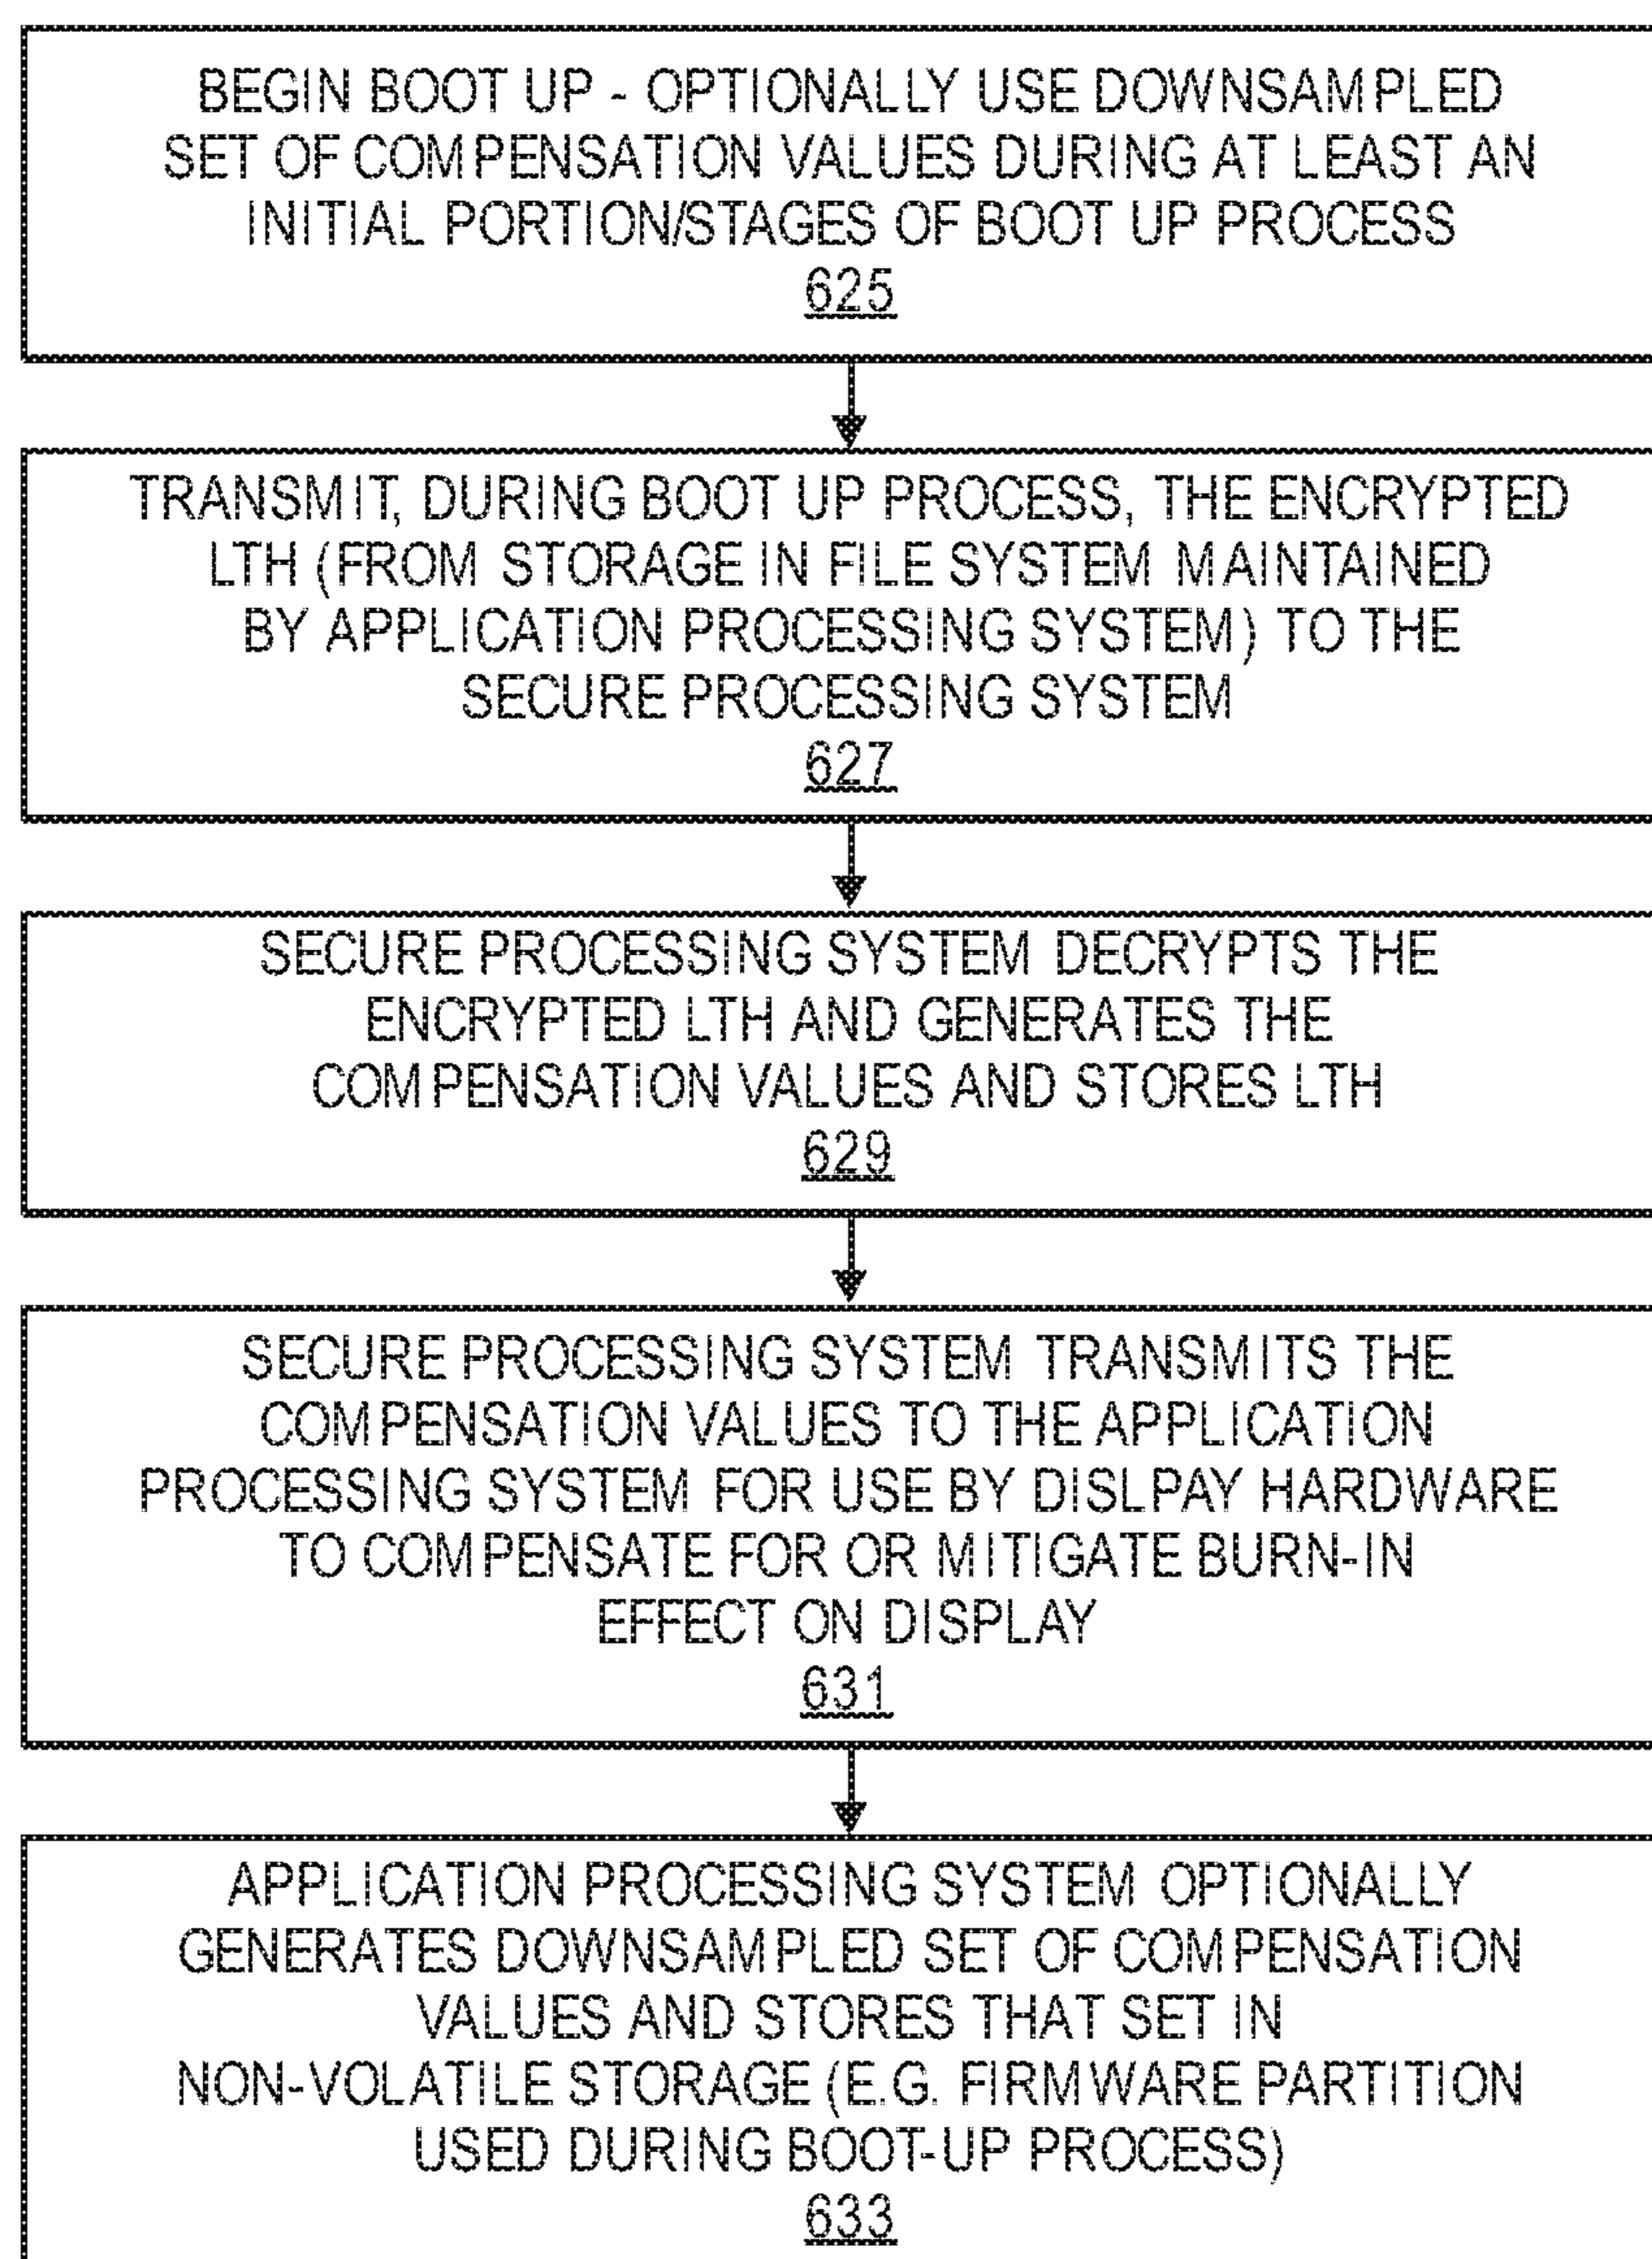 BEGIN BOOT UP - OPTIONALLY USE DOWNSAMPLED
SET OF COMPENSATION VALUES DURING AT LEAST AN
INITIAL PORTION/STAGES OF BOOT UP PROCESS
625
TRANSMIT, DURING BOOT UP PROCESS, THE ENCRYPTED
LTH (FROM STORAGE IN FILE SYSTEM MAINTAINED
BY APPLICATION PROCESSING SYSTEM) TO THE
SECURE PROCESSING SYSTEM
627
SECURE PROCESSING SYSTEM DECRYPTS THE
ENCRYPTED LTH AND GENERATES THE
COMPENSATION VALUES AND STORES LTH
629
SECURE PROCESSING SYSTEM TRANSMITS THE
COMPENSATION VALUES TO THE APPLICATION
PROCESSING SYSTEM FOR USE BY DISLPAY HARDWARE
TO COMPENSATE FOR OR MITIGATE BURN-IN
EFFECT ON DISPLAY
631
APPLICATION PROCESSING SYSTEM OPTIONALLY
GENERATES DOWNSAMPLED SET OF COMPENSATION
VALUES AND STORES THAT SET IN
NON-VOLATILE STORAGE (E.G. FIRMWARE PARTITION
USED DURING BOOT-UP PROCESS)
633